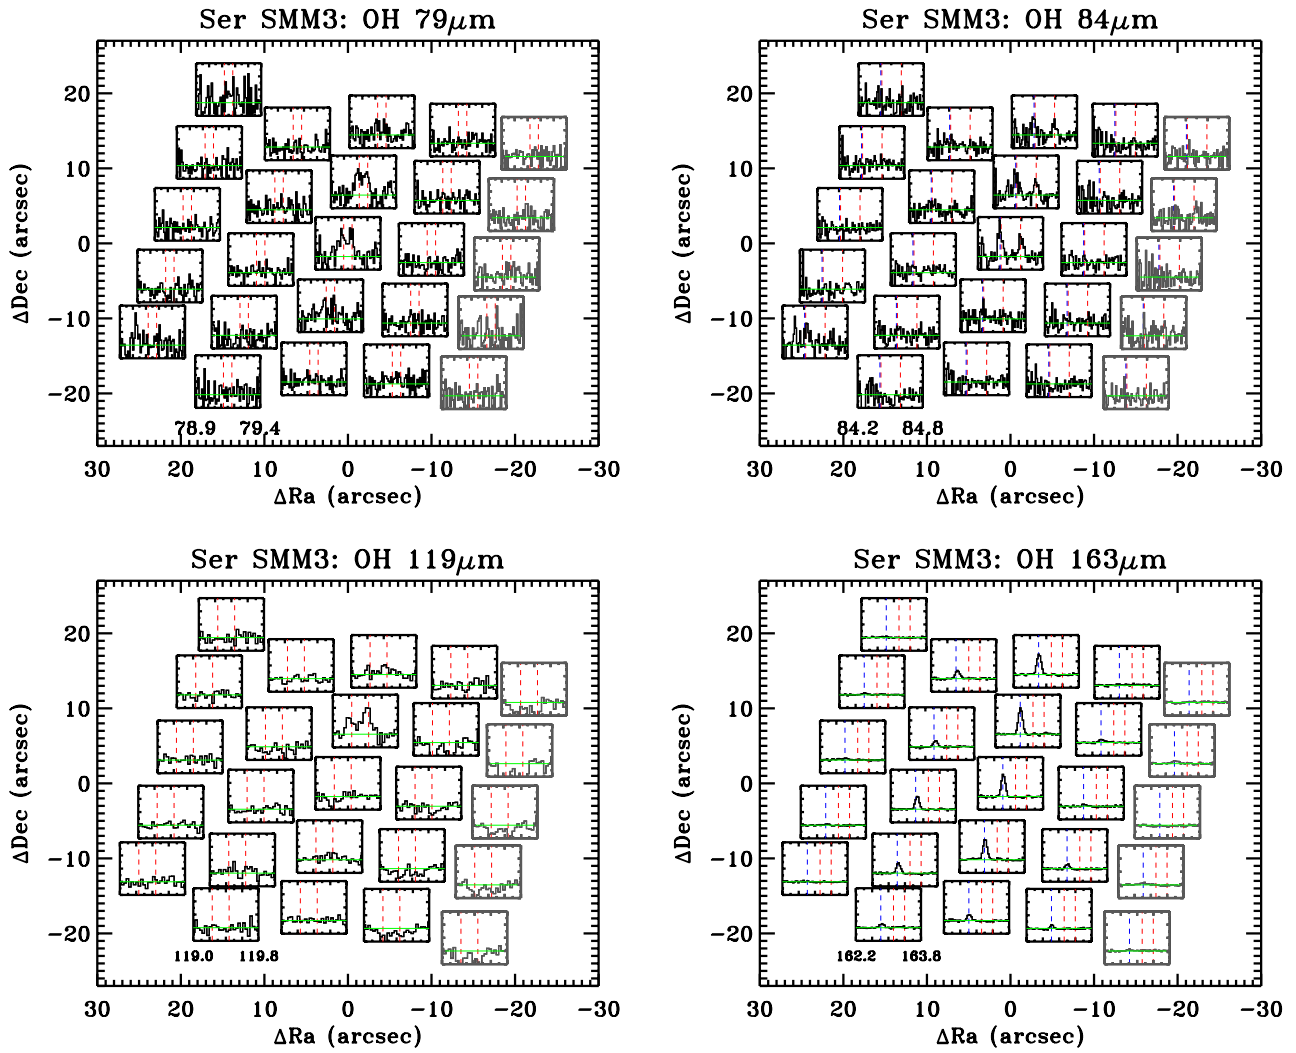 Ser SMM3: OH 79μm
20
10
0
−10
−20
ΔDec (arcsec)
78.9 79.4
30 20 10 0 −10 −20 −30
ΔRa (arcsec)
Ser SMM3: OH 84μm
20
10
0
−10
−20
ΔDec (arcsec)
84.2 84.8
30 20 10 0 −10 −20 −30
ΔRa (arcsec)
Ser SMM3: OH 119μm
20
10
0
−10
−20
ΔDec (arcsec)
119.0 119.8
30 20 10 0 −10 −20 −30
ΔRa (arcsec)
Ser SMM3: OH 163μm
20
10
0
−10
−20
ΔDec (arcsec)
162.2 163.8
30 20 10 0 −10 −20 −30
ΔRa (arcsec)